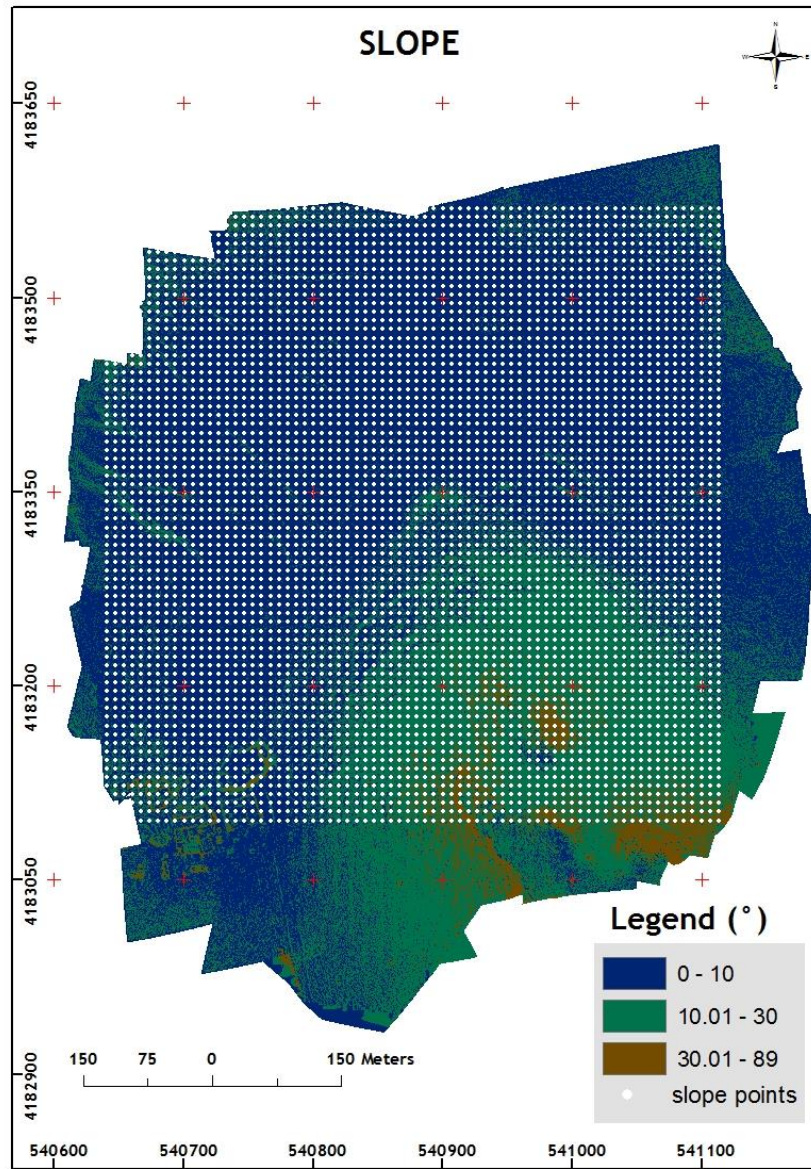 SLOPE
N
W E
S
4183650
4183500
4183350
4183200
4183050
4182900
Legend (°)
0 - 10
10.01 - 30
30.01 - 89
slope points
150 75 0 150 Meters
540600 540700 540800 540900 541000 541100